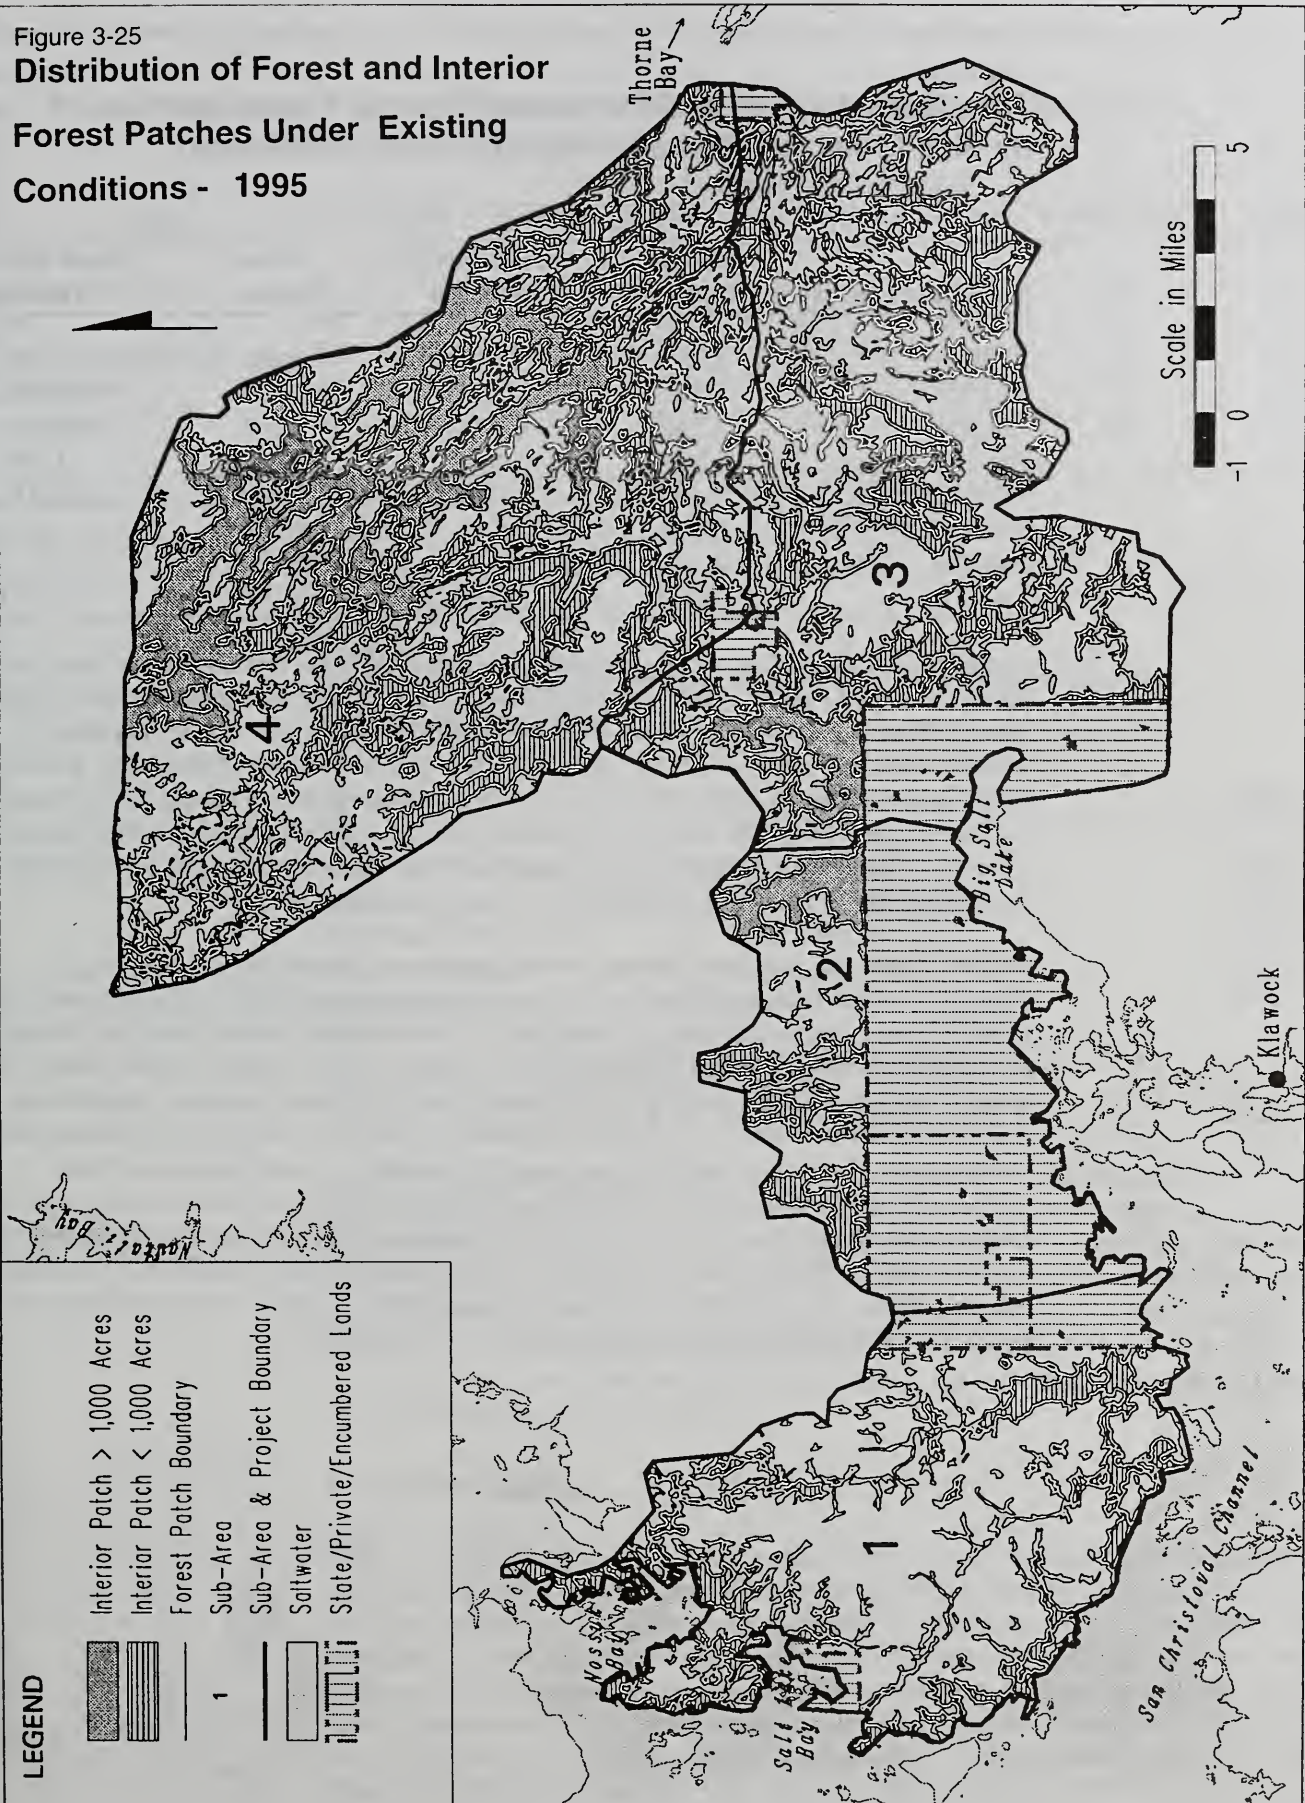 Figure 3-25
Distribution of Forest and Interior
Forest Patches Under Existing
Conditions - 1995
Thorne
Bay
Scale in Miles
-1 0 5
4
3
2
1
Big Salt
Lake
Klawock
San Christoval Channel
Salt
Bay
Nossuk
Bay
Naukati Bay
LEGEND
Interior Patch > 1,000 Acres
Interior Patch < 1,000 Acres
Forest Patch Boundary
1 Sub-Area
Sub-Area & Project Boundary
Saltwater
State/Private/Encumbered Lands